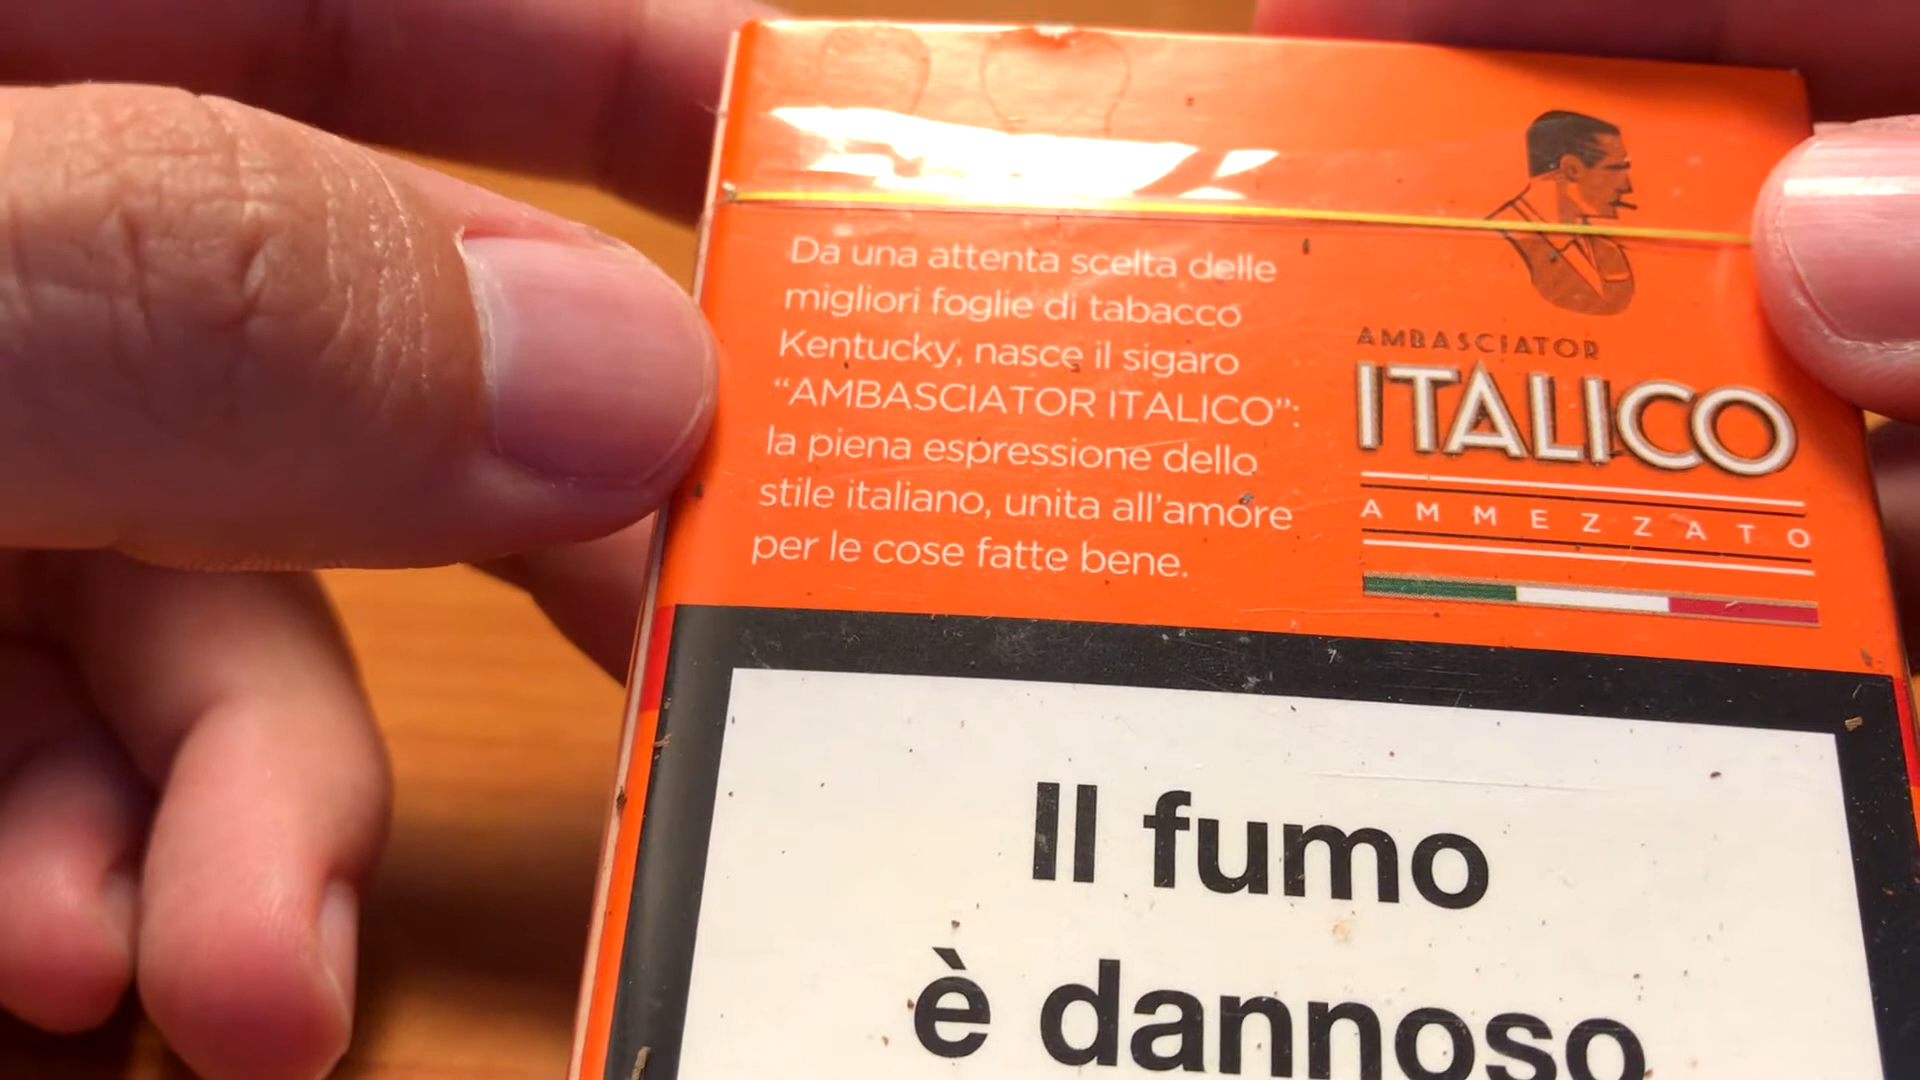 Da una attenta scelta delle
migliori foglie di tabacco
Kentucky, nasce il sigaro
“AMBASCIATOR ITALICO”:
la piena espressione dello
stile italiano, unita all’amore
per le cose fatte bene.
AMBASCIATOR
ITALICO
AMMEZZATO
Il fumo
è dannoso